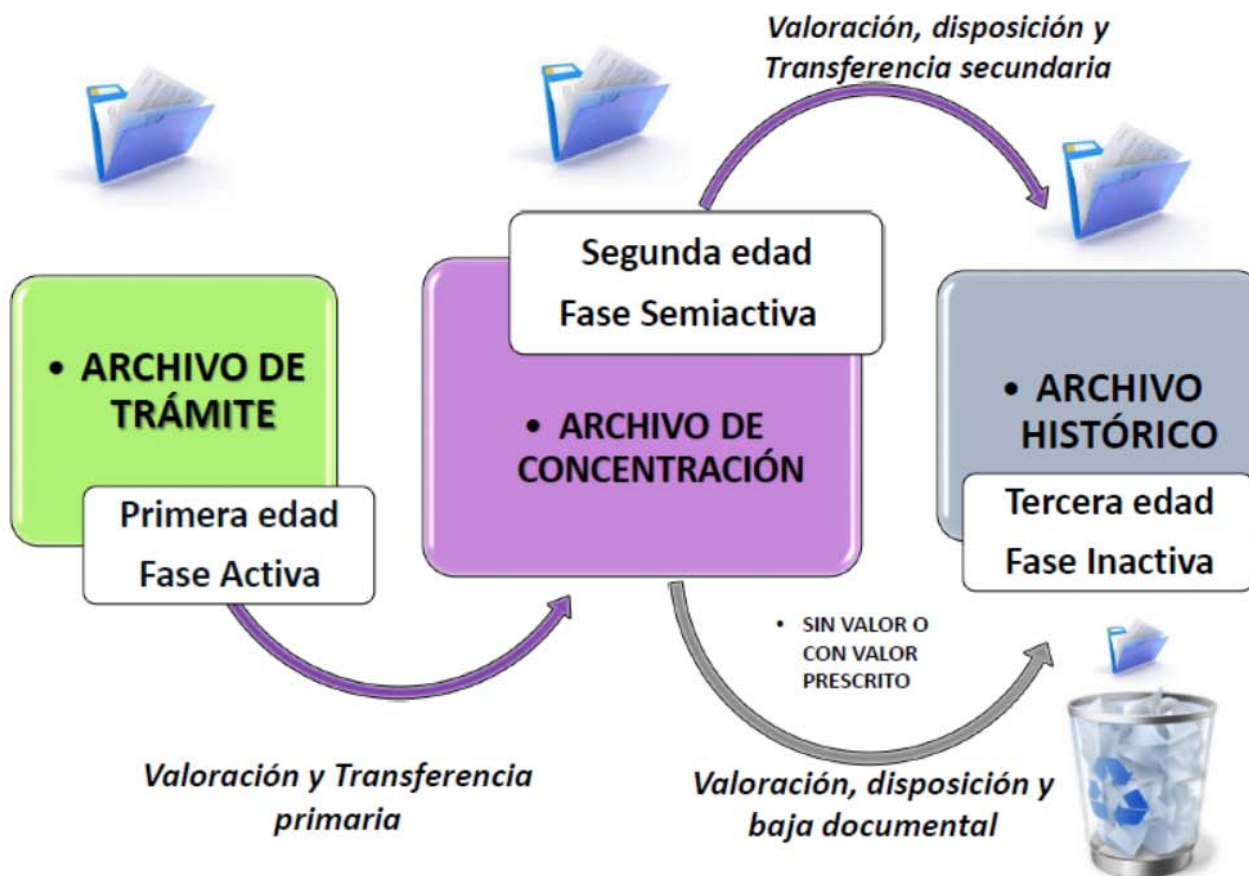 Valoración, disposición y
Transferencia secundaria
Segunda edad
Fase Semiactiva
• ARCHIVO DE
TRÁMITE
Primera edad
Fase Activa
• ARCHIVO DE
CONCENTRACIÓN
• ARCHIVO
HISTÓRICO
Tercera edad
Fase Inactiva
• SIN VALOR O
CON VALOR
PRESCRITO
Valoración y Transferencia
primaria
Valoración, disposición y
baja documental